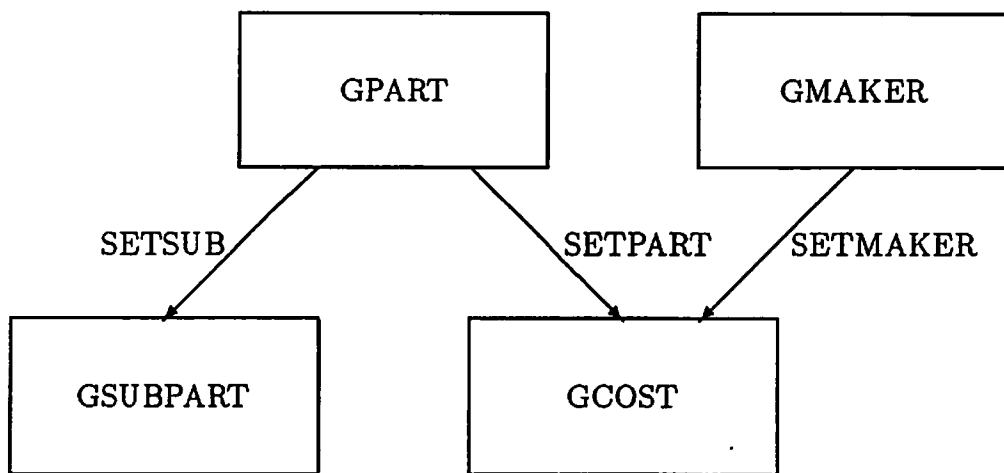 GPART
GMAKER
SETSUB
SETPART
SETMAKER
GSUBPART
GCOST